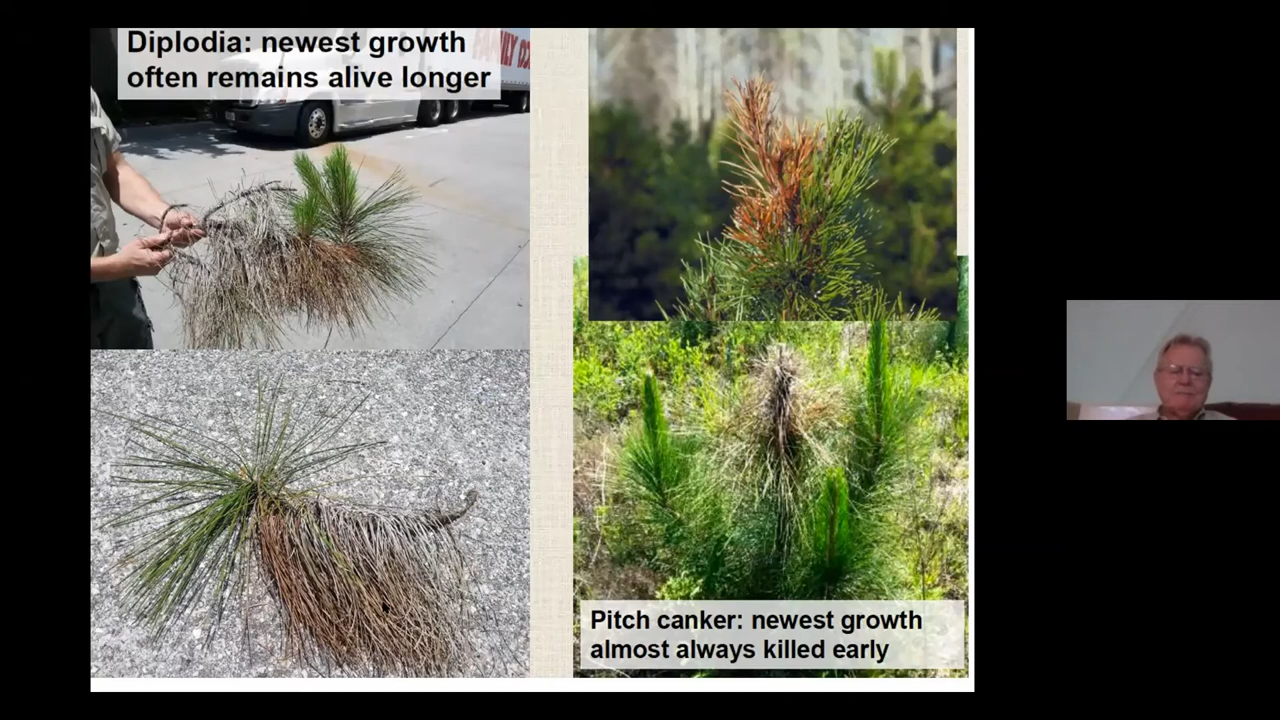 Diplodia: newest growth
often remains alive longer
Pitch canker: newest growth
almost always killed early